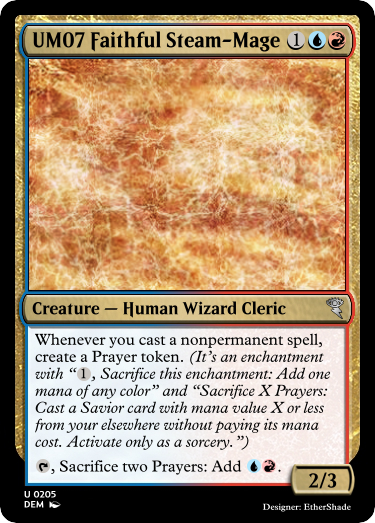 UM07 Faithful Steam-Mage 1
Creature — Human Wizard Cleric
Whenever you cast a nonpermanent spell,
create a Prayer token. (It's an enchantment
with “1, Sacrifice this enchantment: Add one
mana of any color” and “Sacrifice X Prayers:
Cast a Savior card with mana value X or less
from your elsewhere without paying its mana
cost. Activate only as a sorcery.”)
, Sacrifice two Prayers: Add .
2/3
U 0205
DEM
Designer: EtherShade